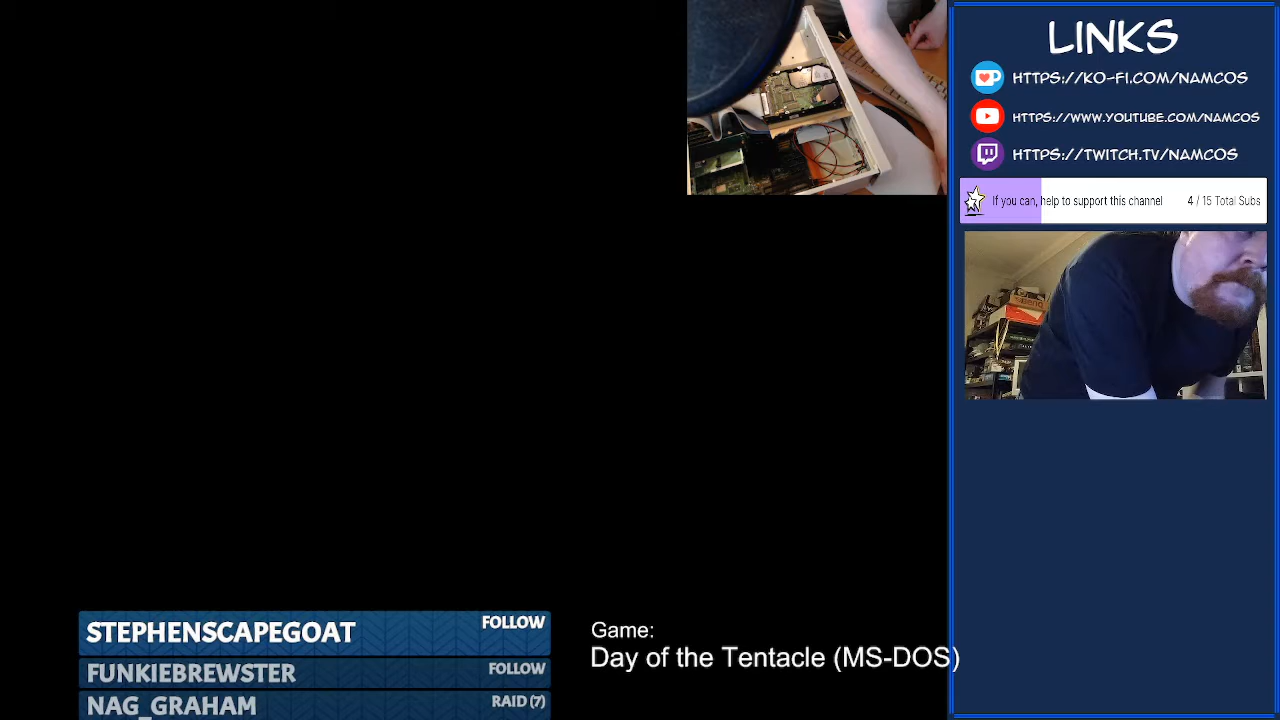 LINKS
HTTPS://KO-FI.COM/NAMCOS
HTTPS://WWW.YOUTUBE.COM/NAMCOS
HTTPS://TWITCH.TV/NAMCOS
If you can, help to support this channel 4 / 15 Total Subs
STEPHENSCAPEGOAT FOLLOW
FUNKIEBREWSTER FOLLOW
NAG_GRAHAM RAID (7)
Game:
Day of the Tentacle (MS-DOS)